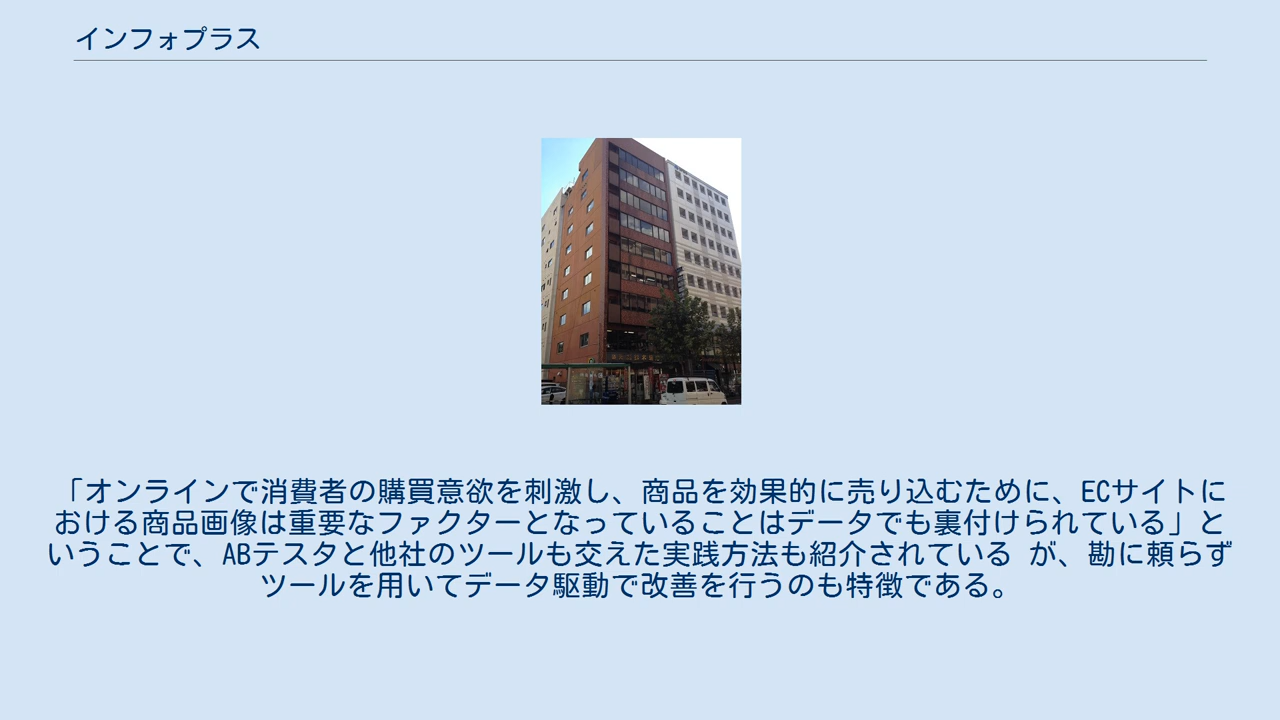 インフォプラス
「オンラインで消費者の購買意欲を刺激し、商品を効果的に売り込むために、ECサイトに
おける商品画像は重要なファクターとなっていることはデータでも裏付けられている」と
いうことで、ABテスタと他社のツールも交えた実践方法も紹介されている が、勘に頼らず
ツールを用いてデータ駆動で改善を行うのも特徴である。